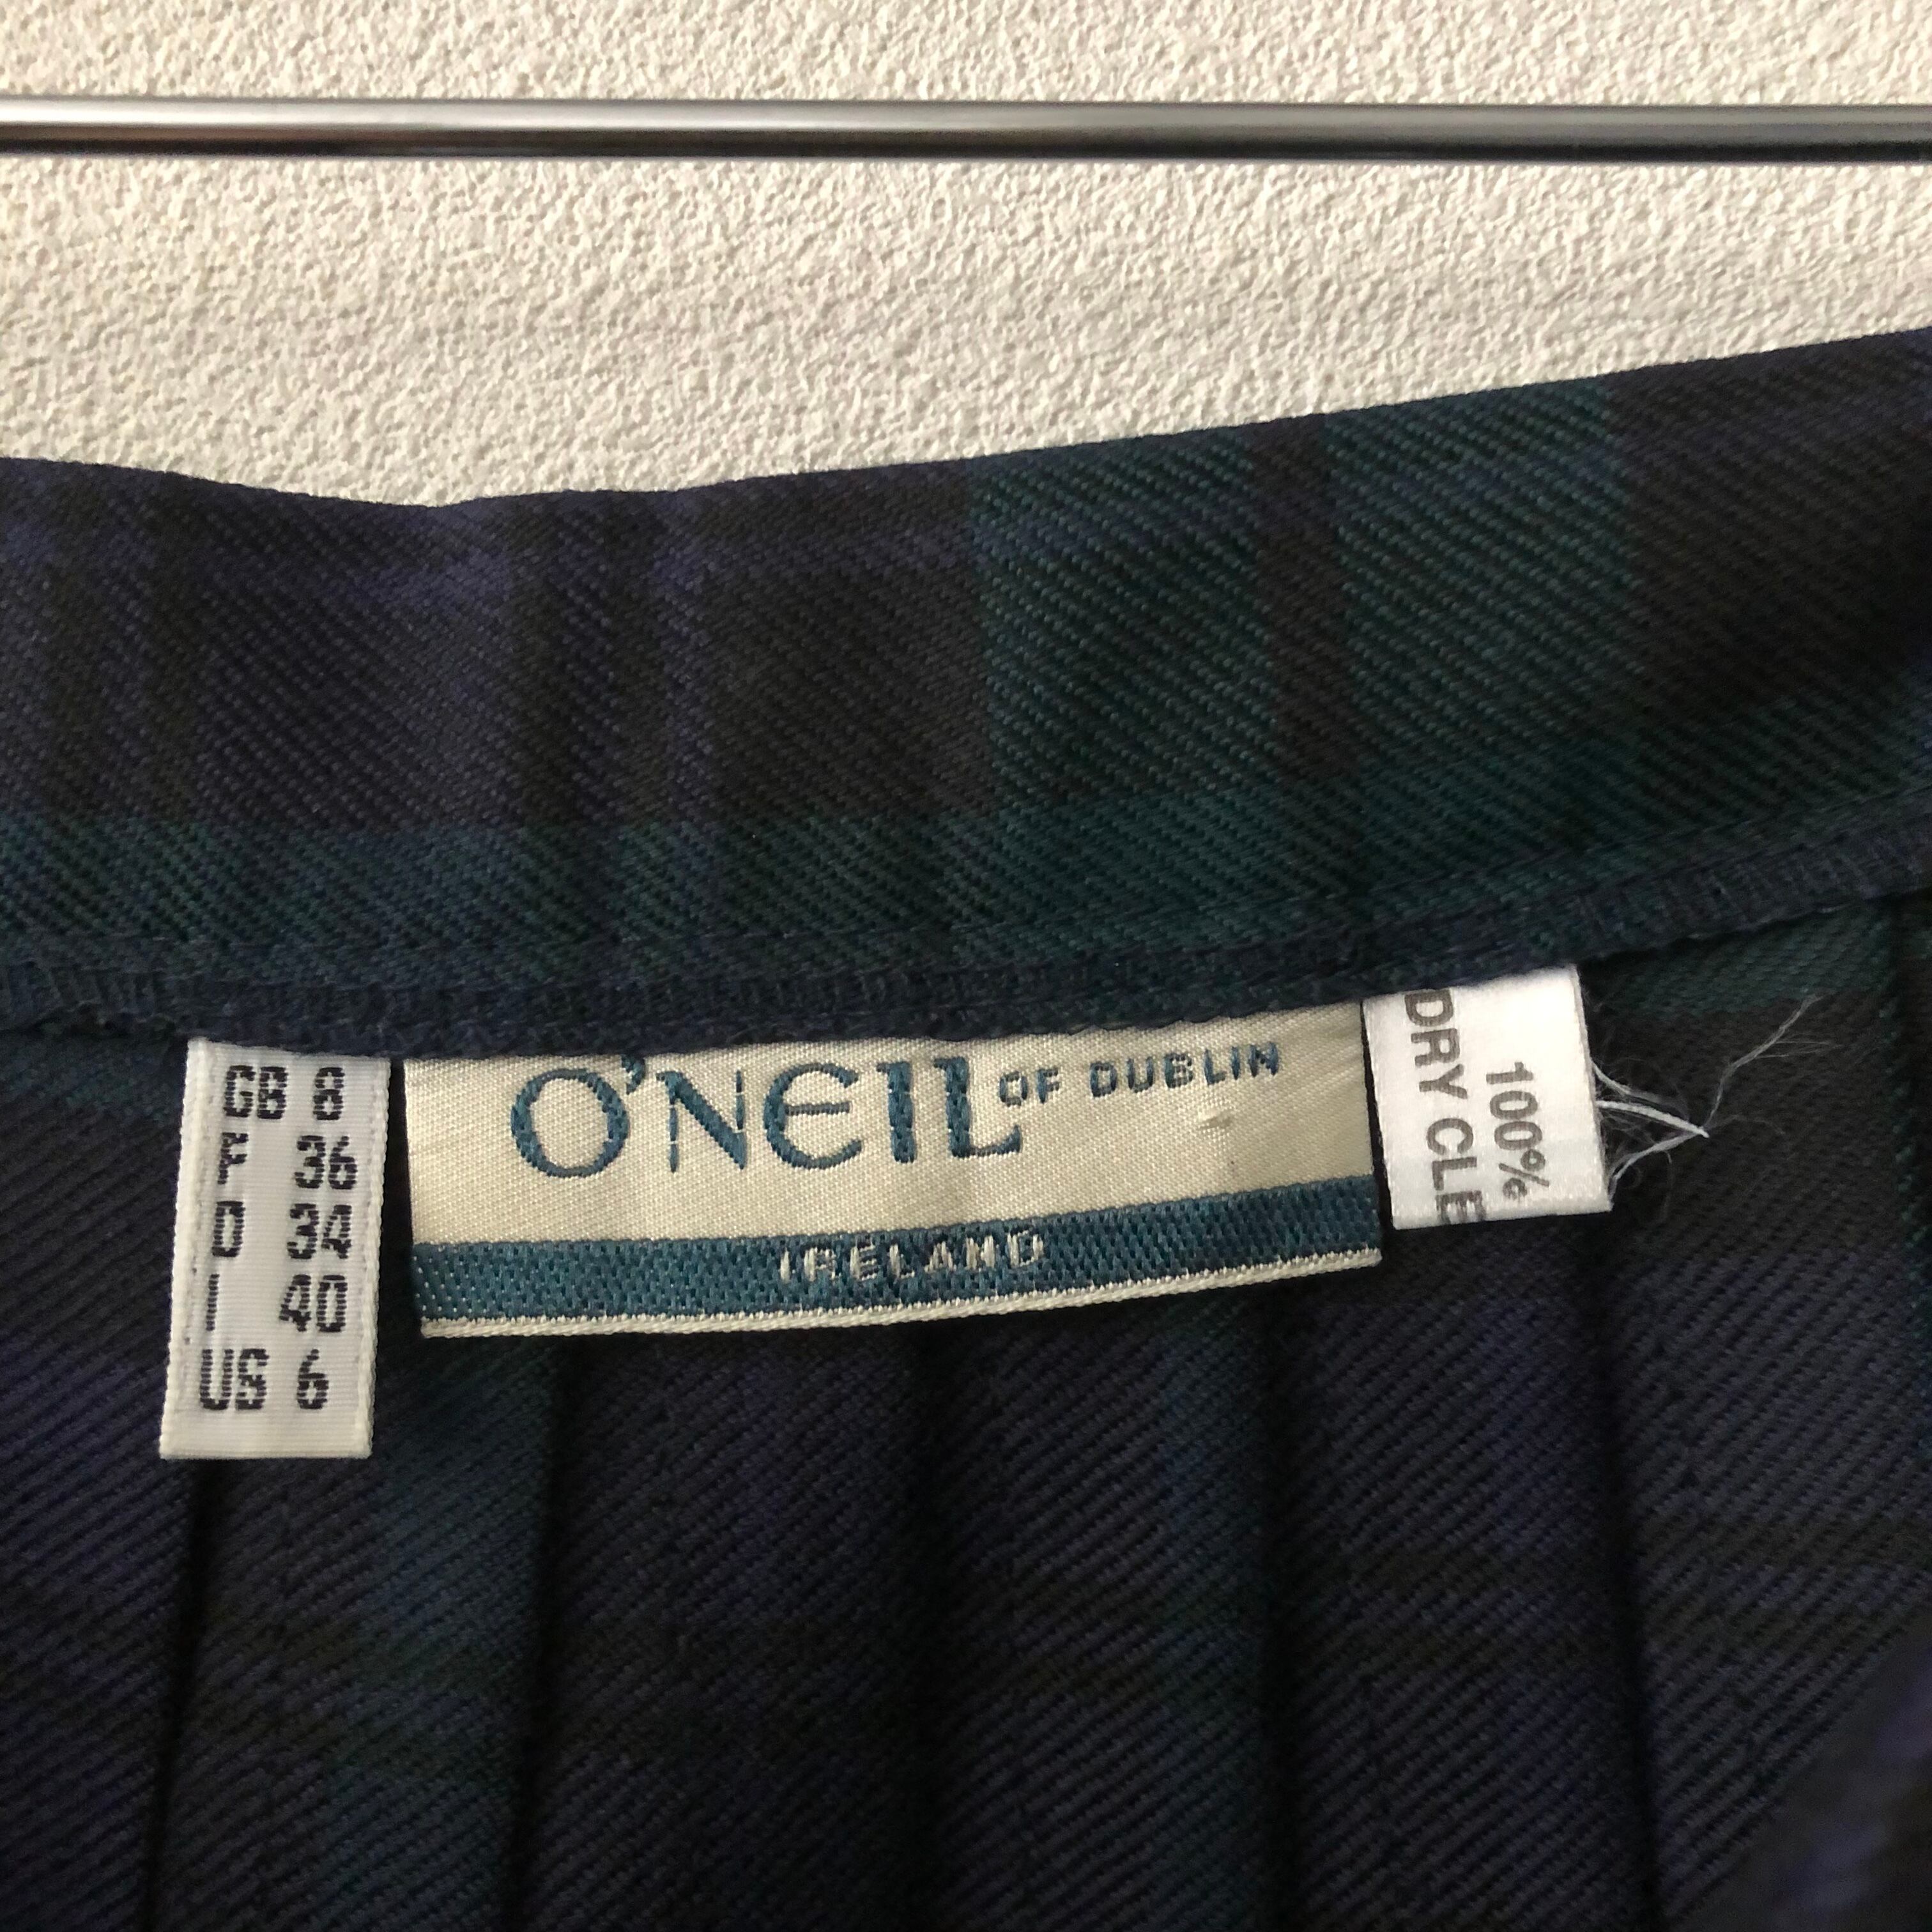 GB 8
F 36
D 34
I 40
US 6
O'NEIL OF DUBLIN
IRELAND
100%
DRY CLE